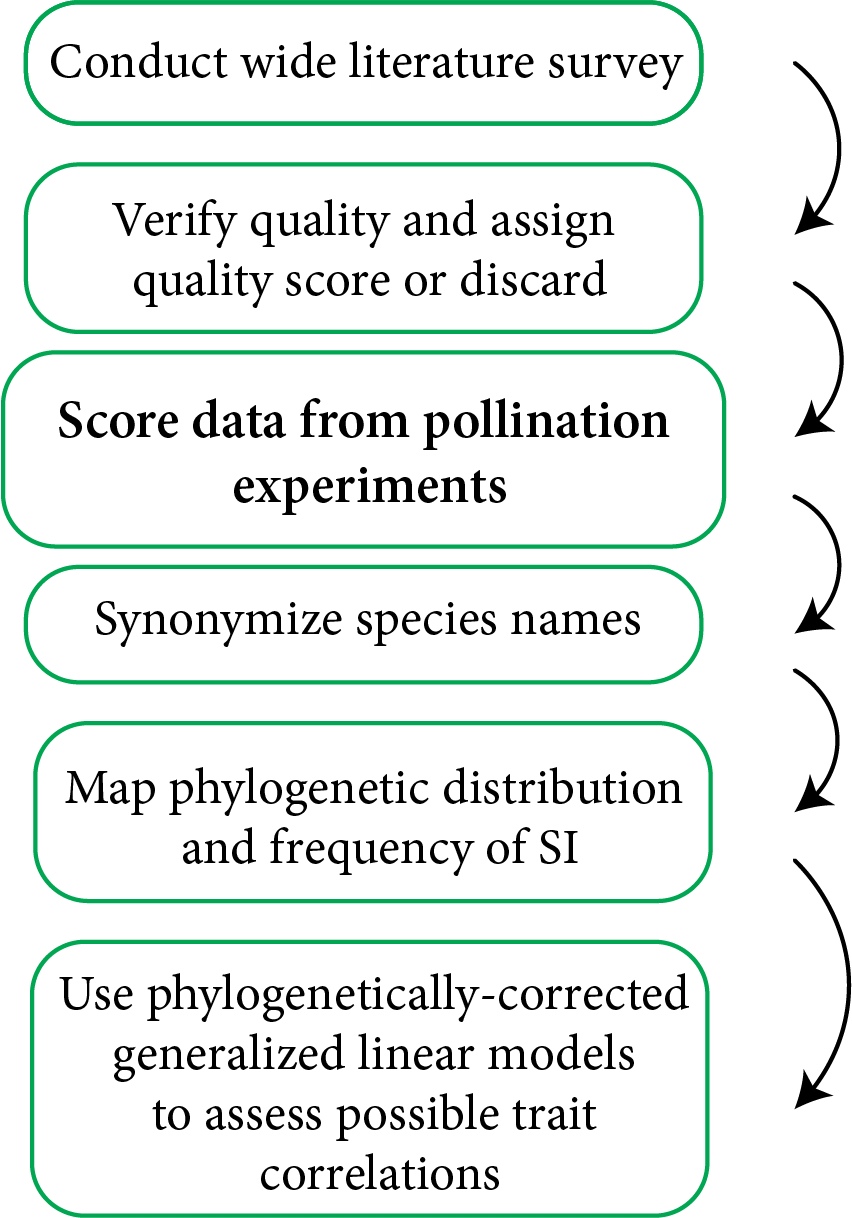 Conduct wide literature survey
Verify quality and assign
quality score or discard
Score data from pollination
experiments
Synonymize species names
Map phylogenetic distribution
and frequency of SI
Use phylogenetically-corrected
generalized linear models
to assess possible trait
correlations